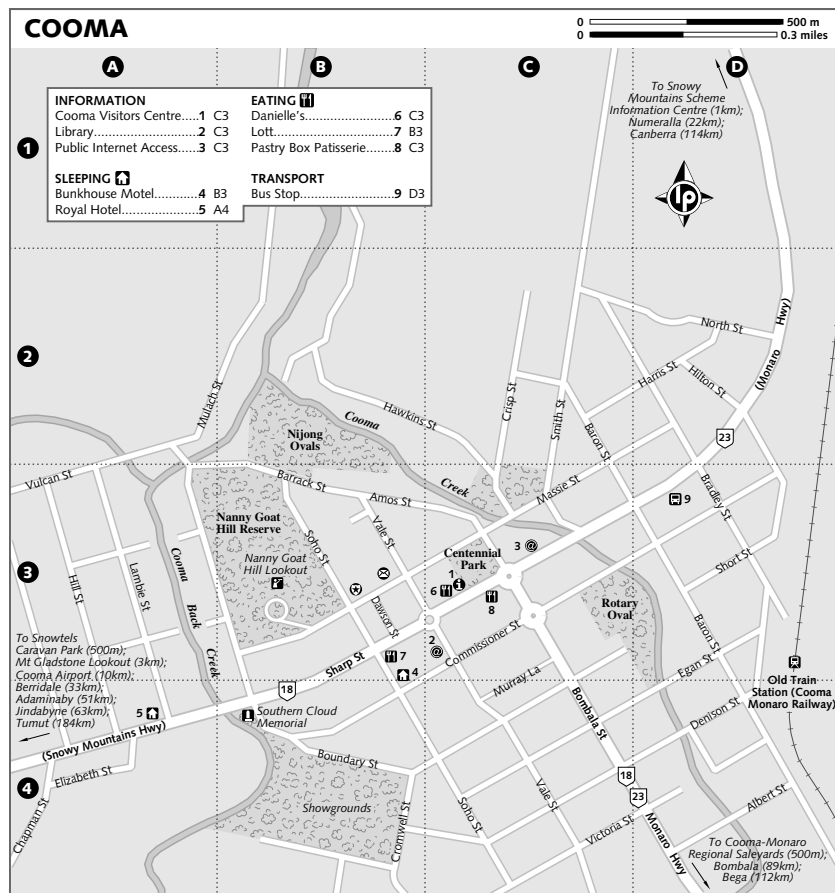 COOMA
0 500 m
0 0.3 miles
A B C D
INFORMATION
Cooma Visitors Centre.....1 C3
Library.....................2 C3
Public Internet Access.....3 C3
SLEEPING
Bunkhouse Motel............4 B3
Royal Hotel..................5 A4
EATING
Danielle's........................6 C3
Lott..............................7 B3
Pastry Box Patisserie........8 C3
TRANSPORT
Bus Stop.........................9 D3
To Snowy
Mountains Scheme
Information Centre (1km);
Numeralla (22km);
Canberra (114km)
1
lp
2
Mulach St
Hawkins St
Cooma
Creek
Nijong
Ovals
Crisp St
Smith St
North St
Harris St
Hilton St
(Monaro Hwy)
23
Baron St
Massie St
Bradley St
Vulcan St
Barrack St
Amos St
Vale St
Soho St
Nanny Goat
Hill Reserve
Nanny Goat
Hill Lookout
3
Hill St
Lambie St
Cooma
Back
Creek
Dawson St
Centennial
Park
1
6
3 @
8
9
2
@
7
4
Short St
Rotary
Oval
Baron St
Egan St
Commissioner St
Sharp St
Murray La
Bombala St
Denison St
Old Train
Station (Cooma
Monaro Railway)
To Snowtels
Caravan Park (500m);
Mt Gladstone Lookout (3km);
Cooma Airport (10km);
Berridale (33km);
Adaminaby (51km);
Jindabyne (63km);
Tumut (184km)
5
18
(Snowy Mountains Hwy)
Southern Cloud
Memorial
4
Elizabeth St
Chapman St
Boundary St
Showgrounds
Cromwell St
Soho St
Vale St
Victoria St
18
23
Monaro Hwy
Albert St
To Cooma-Monaro
Regional Saleyards (500m);
Bombala (89km);
Bega (112km)